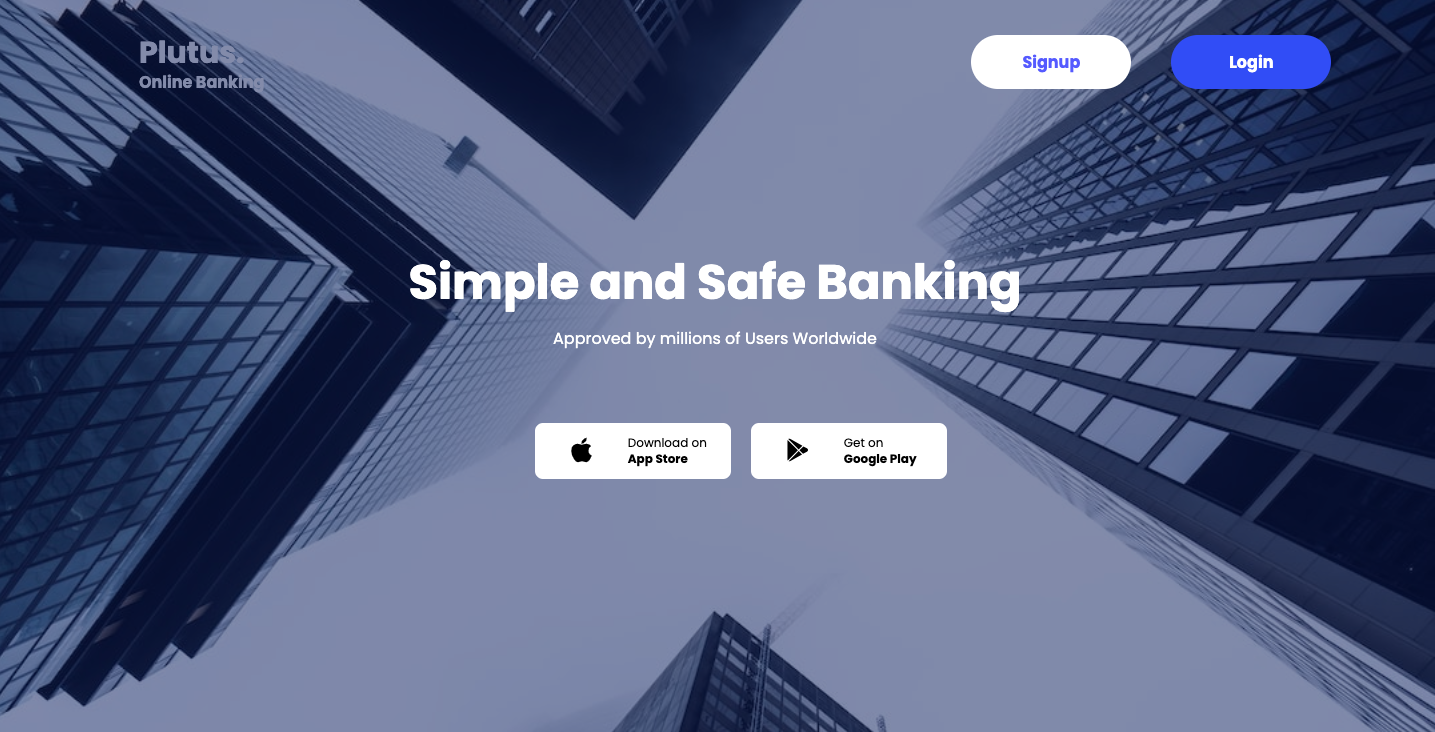 Plutus.
Online Banking
Signup
Login
Simple and Safe Banking
Approved by millions of Users Worldwide
Download on
App Store
Get on
Google Play